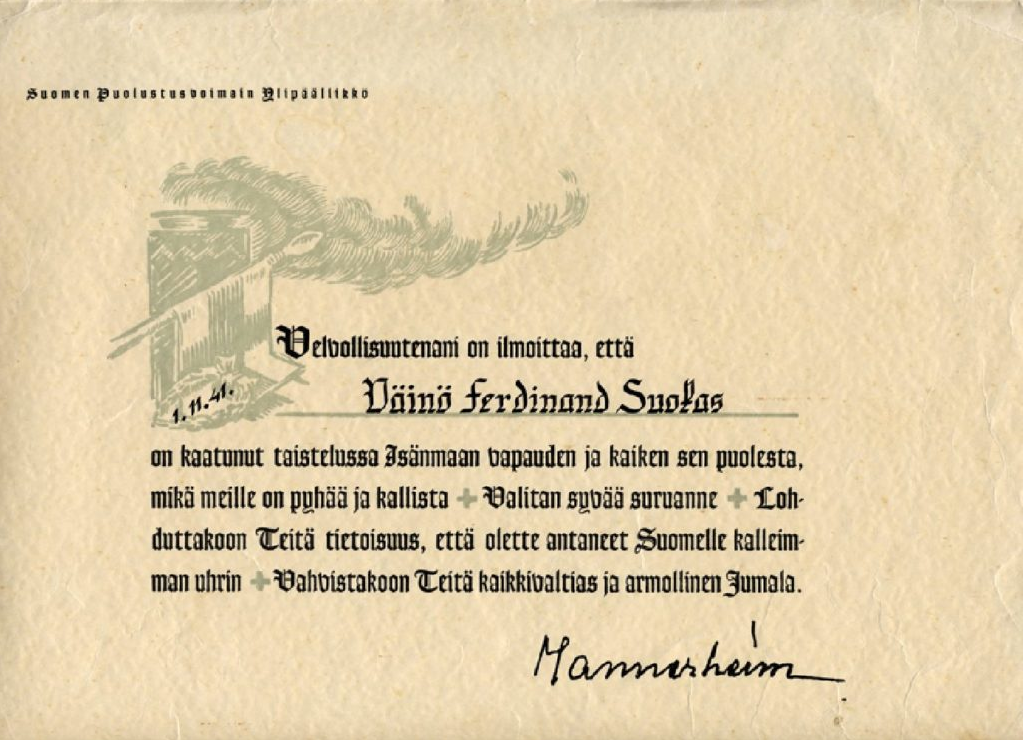 Suomen Puolustusvoimain Ylipäällikkö
Velvollisuutenani on ilmoittaa, että
1.11.41.
Väinö Ferdinand Suokas
on kaatunut taistelussa Isänmaan vapauden ja kaiken sen puolesta,
mikä meille on pyhää ja kallista + Valitan syvää suruanne + Loh-
duttakoon Teitä tietoisuus, että olette antaneet Suomelle kalleim-
man uhrin + Vahvistakoon Teitä kaikkivaltias ja armollinen Jumala.
Mannerheim